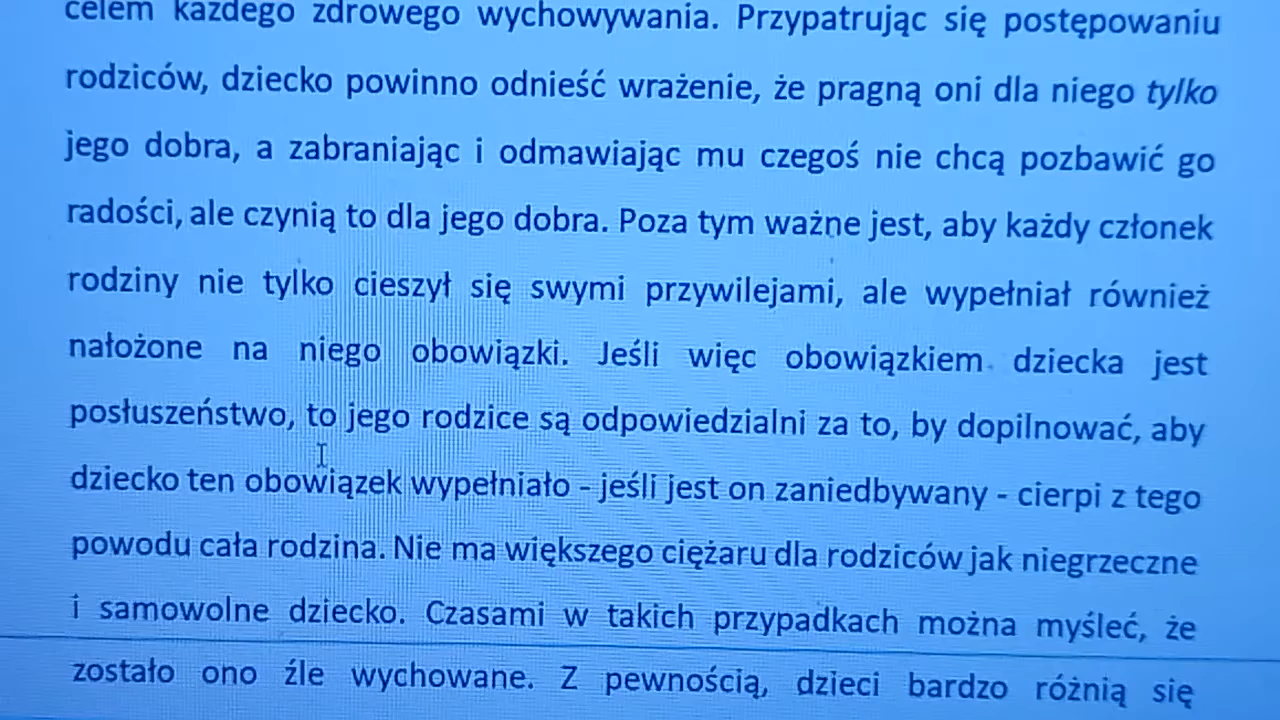 celem każdego zdrowego wychowywania. Przypatrując się postępowaniu
rodziców, dziecko powinno odnieść wrażenie, że pragną oni dla niego tylko
jego dobra, a zabraniając i odmawiając mu czegoś nie chcą pozbawić go
radości, ale czynią to dla jego dobra. Poza tym ważne jest, aby każdy członek
rodziny nie tylko cieszył się swymi przywilejami, ale wypełniał również
nałożone na niego obowiązki. Jeśli więc obowiązkiem dziecka jest
posłuszeństwo, to jego rodzice są odpowiedzialni za to, by dopilnować, aby
dziecko ten obowiązek wypełniało - jeśli jest on zaniedbywany - cierpi z tego
powodu cała rodzina. Nie ma większego ciężaru dla rodziców jak niegrzeczne
i samowolne dziecko. Czasami w takich przypadkach można myśleć, że
zostało ono źle wychowane. Z pewnością, dzieci bardzo różnią się